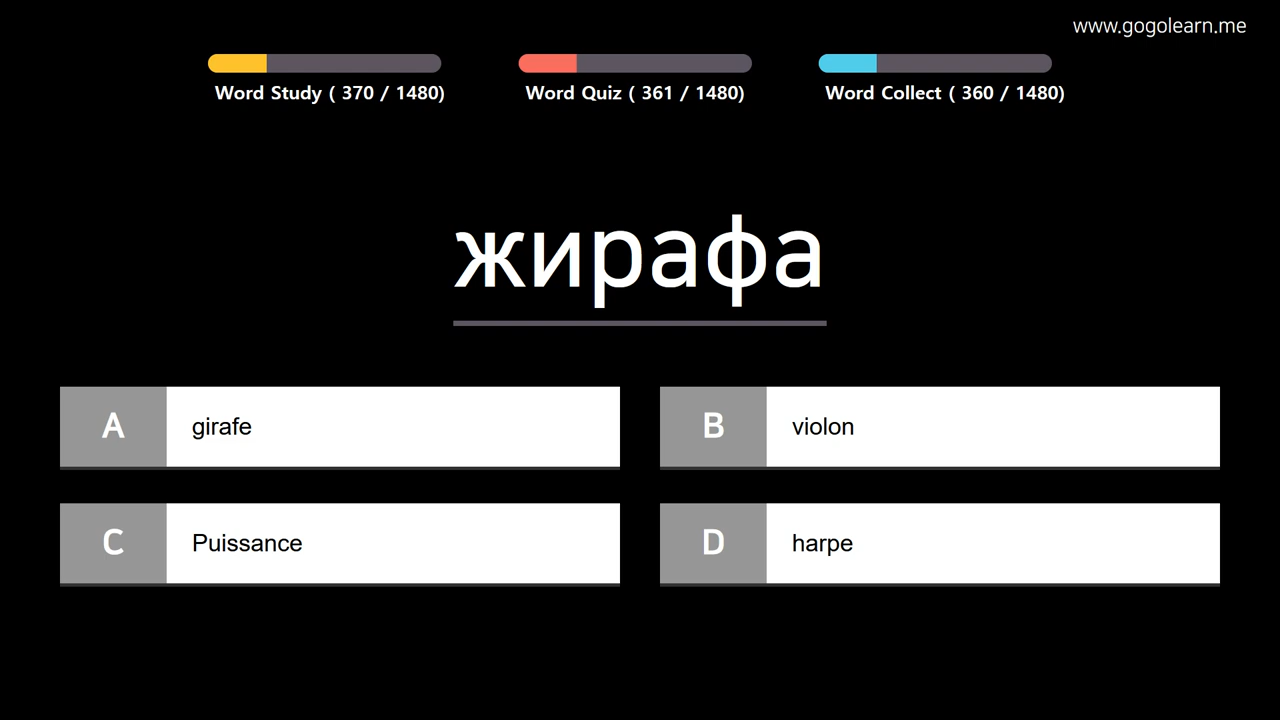 www.gogolearn.me
Word Study ( 370 / 1480)
Word Quiz ( 361 / 1480)
Word Collect ( 360 / 1480)
жирафа
A girafe
B violon
C Puissance
D harpe